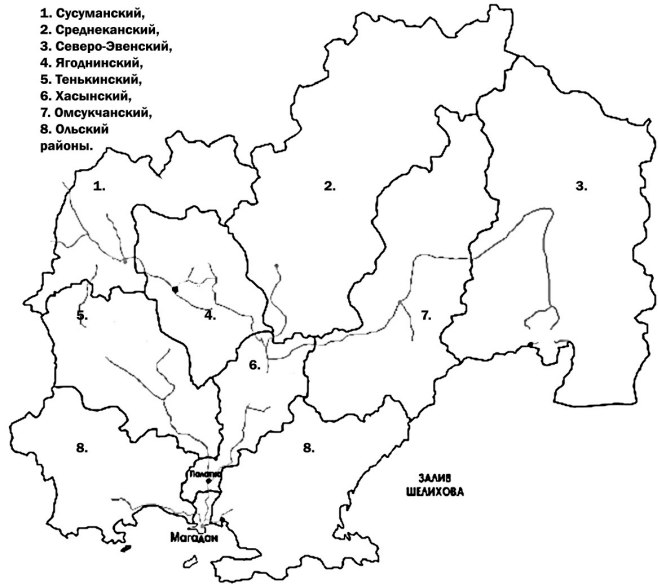 1. Сусуманский,
2. Среднеканский,
3. Северо-Эвенский,
4. Ягоднинский,
5. Тенькинский,
6. Хасынский,
7. Омсукчанский,
8. Ольский
районы.
1.
2.
3.
5.
4.
7.
6.
8.
8.
Палатка
ЗАЛИВ
ШЕЛИХОВА
Магадан